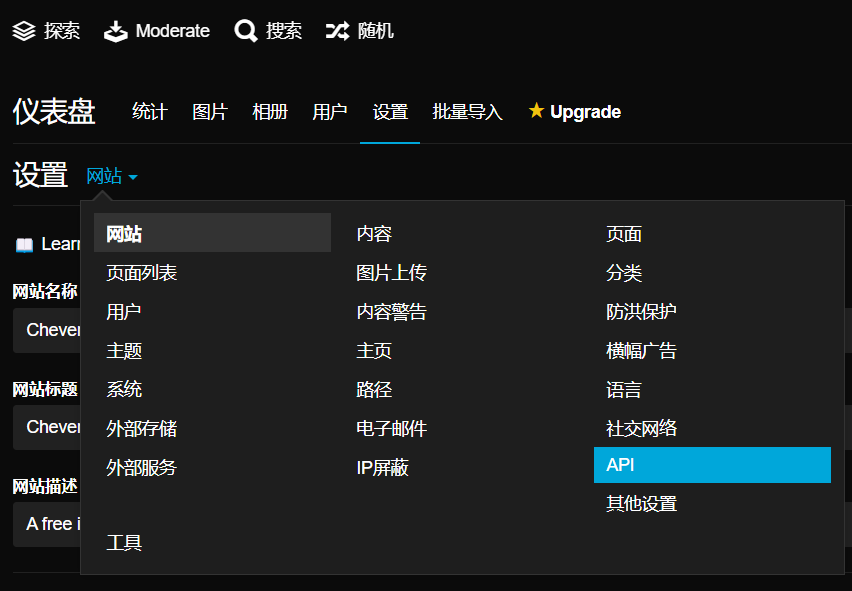 探索 Moderate 搜索 随机
仪表盘 统计 图片 相册 用户 设置 批量导入 Upgrade
设置 网站
Learn
网站名称
Chever
网站标题
Chever
网站描述
A free i
网站 内容 页面
页面列表 图片上传 分类
用户 内容警告 防洪保护
主题 主页 横幅广告
系统 路径 语言
外部存储 电子邮件 社交网络
外部服务 IP屏蔽 API
其他设置
工具